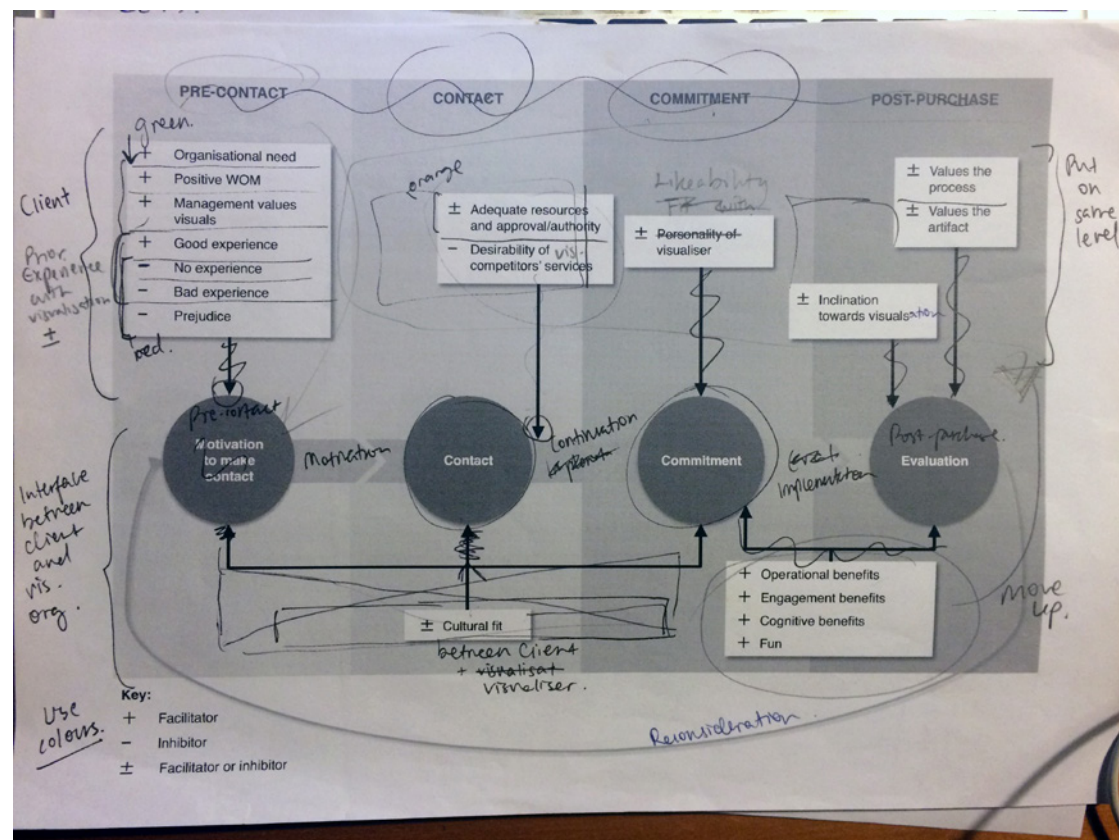 PRE-CONTACT
CONTACT
COMMITMENT
POST-PURCHASE
green.
+ Organisational need
+ Positive WOM
+ Management values
visuals
+ Good experience
− No experience
− Bad experience
− Prejudice
red.
Client
Prior
Experience
with
visualisation
±
orange
± Adequate resources
and approval/authority
− Desirability of vis.
competitors' services
Likeability
± Personality of
visualiser
± Values the
process
± Values the
artifact
± Inclination
towards visualsation
Put
on
same
level
Pre-contact
Motivation
to make
contact
Motivation
Contact
Continuation
Commitment
Implementation
Post-purchase.
Evaluation
Interface
between
client
and
vis.
org.
± Cultural fit
between Client
+ visualisat
visualiser.
+ Operational benefits
+ Engagement benefits
+ Cognitive benefits
+ Fun
move
up.
Reconsideration.
Use
colours.
Key:
+ Facilitator
− Inhibitor
± Facilitator or inhibitor